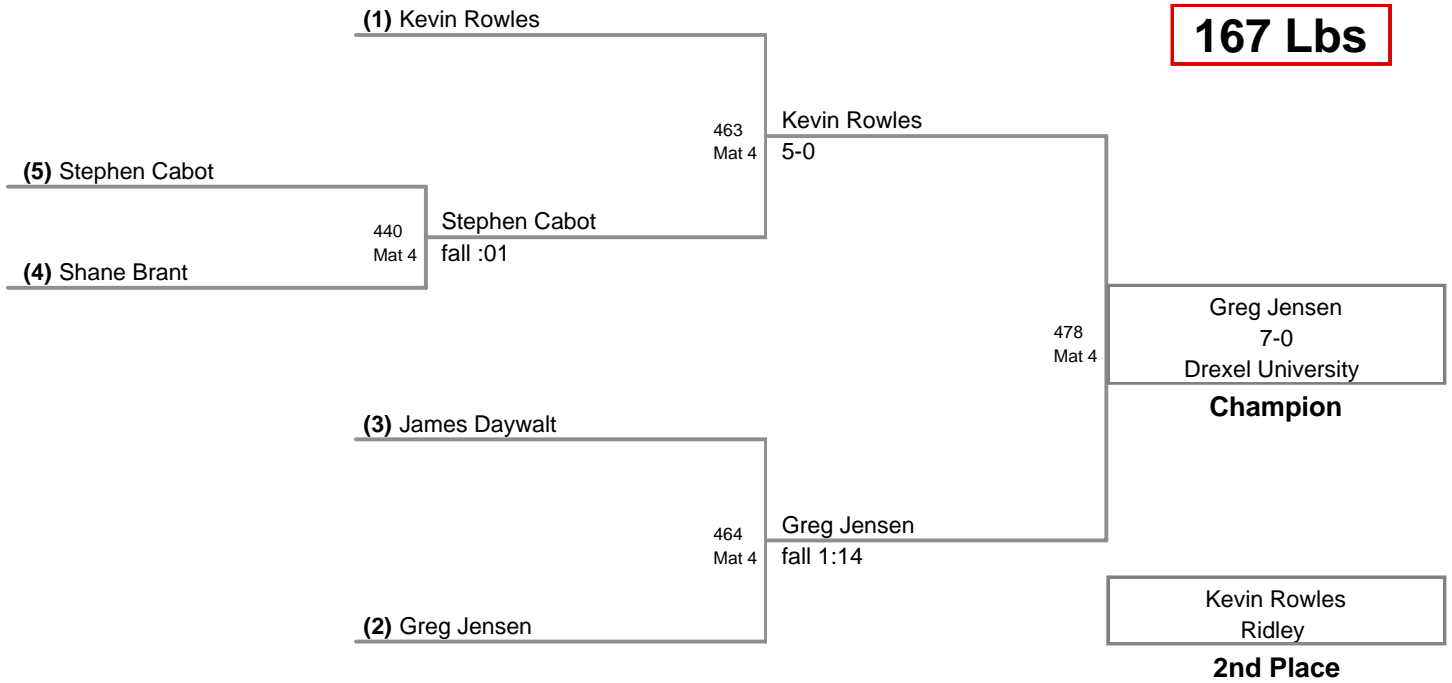 (1) Kevin Rowles
167 Lbs
463
Mat 4
Kevin Rowles
5-0
(5) Stephen Cabot
440
Mat 4
Stephen Cabot
fall :01
(4) Shane Brant
478
Mat 4
Greg Jensen
7-0
Drexel University
Champion
(3) James Daywalt
464
Mat 4
Greg Jensen
fall 1:14
(2) Greg Jensen
Kevin Rowles
Ridley
2nd Place